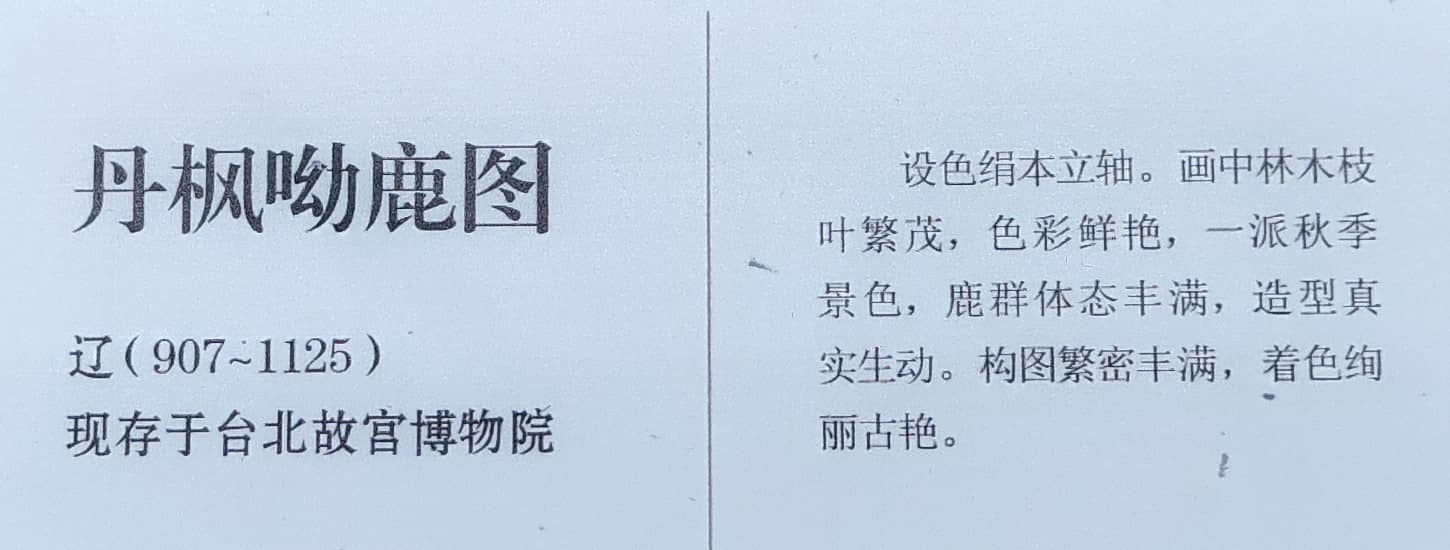 丹枫呦鹿图
辽(907~1125)
现存于台北故宫博物院
设色绢本立轴。画中林木枝
叶繁茂，色彩鲜艳，一派秋季
景色，鹿群体态丰满，造型真
实生动。构图繁密丰满，着色绚
丽古艳。